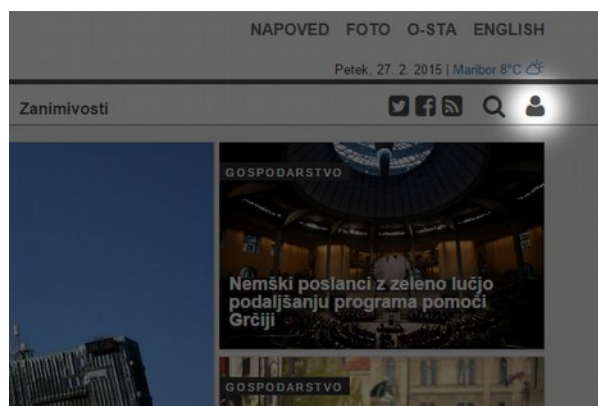 NAPOVED FOTO O-STA ENGLISH
Petek, 27. 2. 2015 | Maribor 8°C
Zanimivosti
GOSPODARSTVO
Nemški poslanci z zeleno lučjo
podaljšanju programa pomoči
Grčiji
GOSPODARSTVO